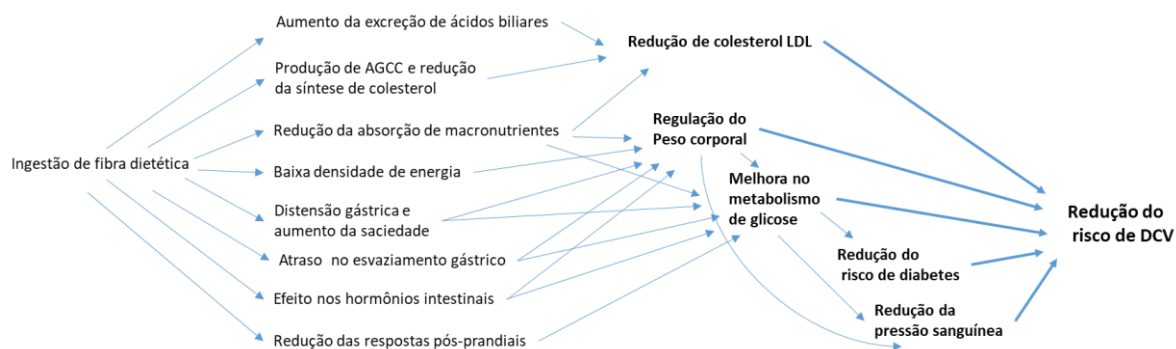 Ingestão de fibra dietética
Aumento da excreção de ácidos biliares
Produção de AGCC e redução
da síntese de colesterol
Redução da absorção de macronutrientes
Baixa densidade de energia
Distensão gástrica e
aumento da saciedade
Atraso no esvaziamento gástrico
Efeito nos hormônios intestinais
Redução das respostas pós-prandiais
Redução de colesterol LDL
Regulação do
Peso corporal
Melhora no
metabolismo
de glicose
Redução do
risco de diabetes
Redução da
pressão sanguínea
Redução do
risco de DCV